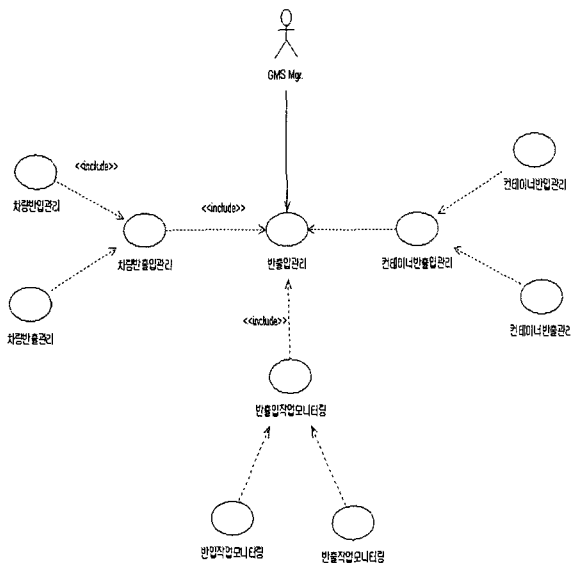 GMS Mgr.
<<include>>
차량반입관리
<<include>>
컨테이너반입관리
차량반출입관리
반출입관리
컨테이너반출입관리
차량반출관리
<<include>>
컨테이너반출관리
반출입작업모니터링
반입작업모니터링
반출작업모니터링